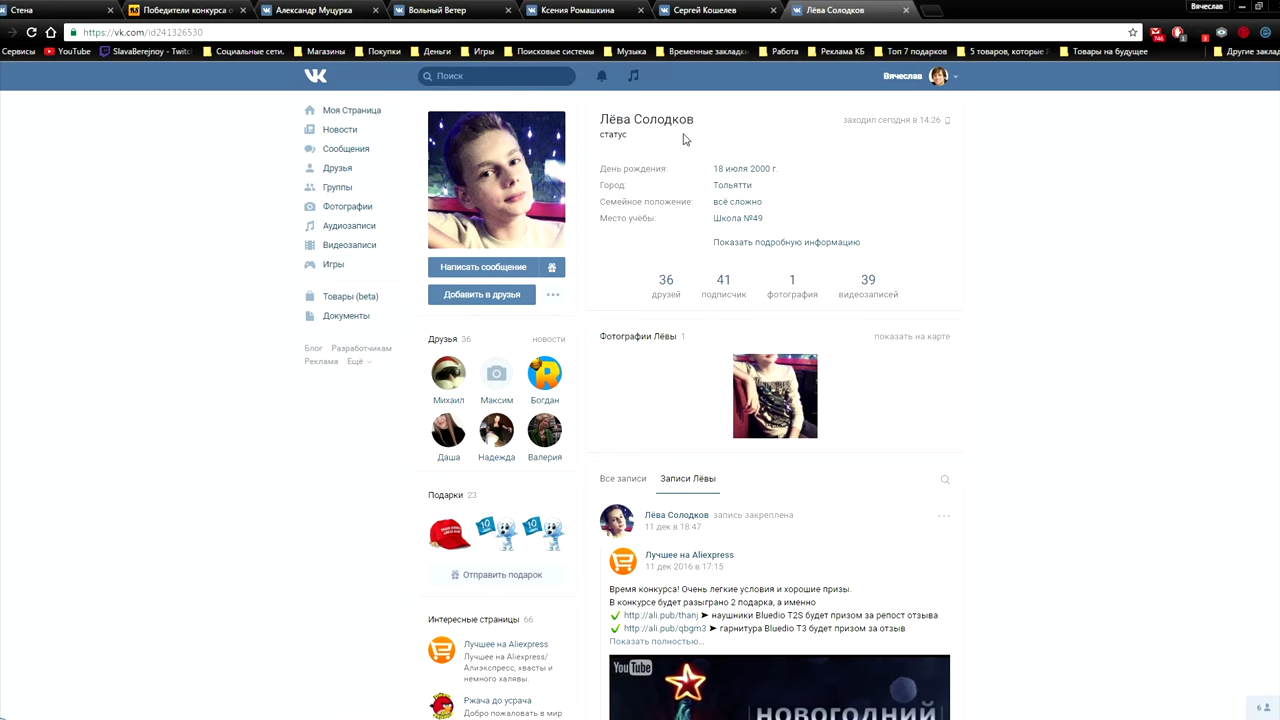 Стена
Победители конкурса о
Александр Муцурка
Вольный Ветер
Ксения Ромашкина
Сергей Кошелев
Лёва Солодков
Вячеслав
https://vk.com/id241326530
Сервисы
YouTube
SlavaBerejnoy - Twitc
Социальные сети.
Магазины
Покупки
Деньги
Игры
Поисковые системы
Музыка
Временные заклад
Работа
Реклама КБ
Топ 7 подарков
5 товаров, которые
Товары на будущее
Другие заклад
Поиск
Вячеслав
Моя Страница
Новости
Сообщения
Друзья
Группы
Фотографии
Аудиозаписи
Видеозаписи
Игры
Товары (beta)
Документы
Блог Разработчикам
Реклама Ещё
Написать сообщение
Добавить в друзья
Друзья 36 новости
Михаил Максим Богдан
Даша Надежда Валерия
Подарки 23
Отправить подарок
Интересные страницы 66
Лучшее на Aliexpress
Лучшее на Aliexpress/
Алиэкспресс, хвасты и
немного халявы.
Ржача до усрача
Добро пожаловать в мир
Лёва Солодков
заходил сегодня в 14:26
статус
День рождения: 18 июля 2000 г.
Город: Тольятти
Семейное положение: всё сложно
Место учёбы: Школа №49
Показать подробную информацию
36 41 1 39
друзей подписчик фотография видеозаписей
Фотографии Лёвы 1 показать на карте
Все записи Записи Лёвы
Лёва Солодков запись закреплена
11 дек в 18:47
Лучшее на Aliexpress
11 дек 2016 в 17:15
Время конкурса! Очень легкие условия и хорошие призы.
В конкурсе будет разыграно 2 подарка, а именно
✔ http://ali.pub/thanj ➤ наушники Bluedio T2S будет призом за репост отзыва
✔ http://ali.pub/qbgm3 ➤ гарнитура Bluedio T3 будет призом за отзыв
Показать полностью...
YouTube
НОВОГОДНИЙ
6